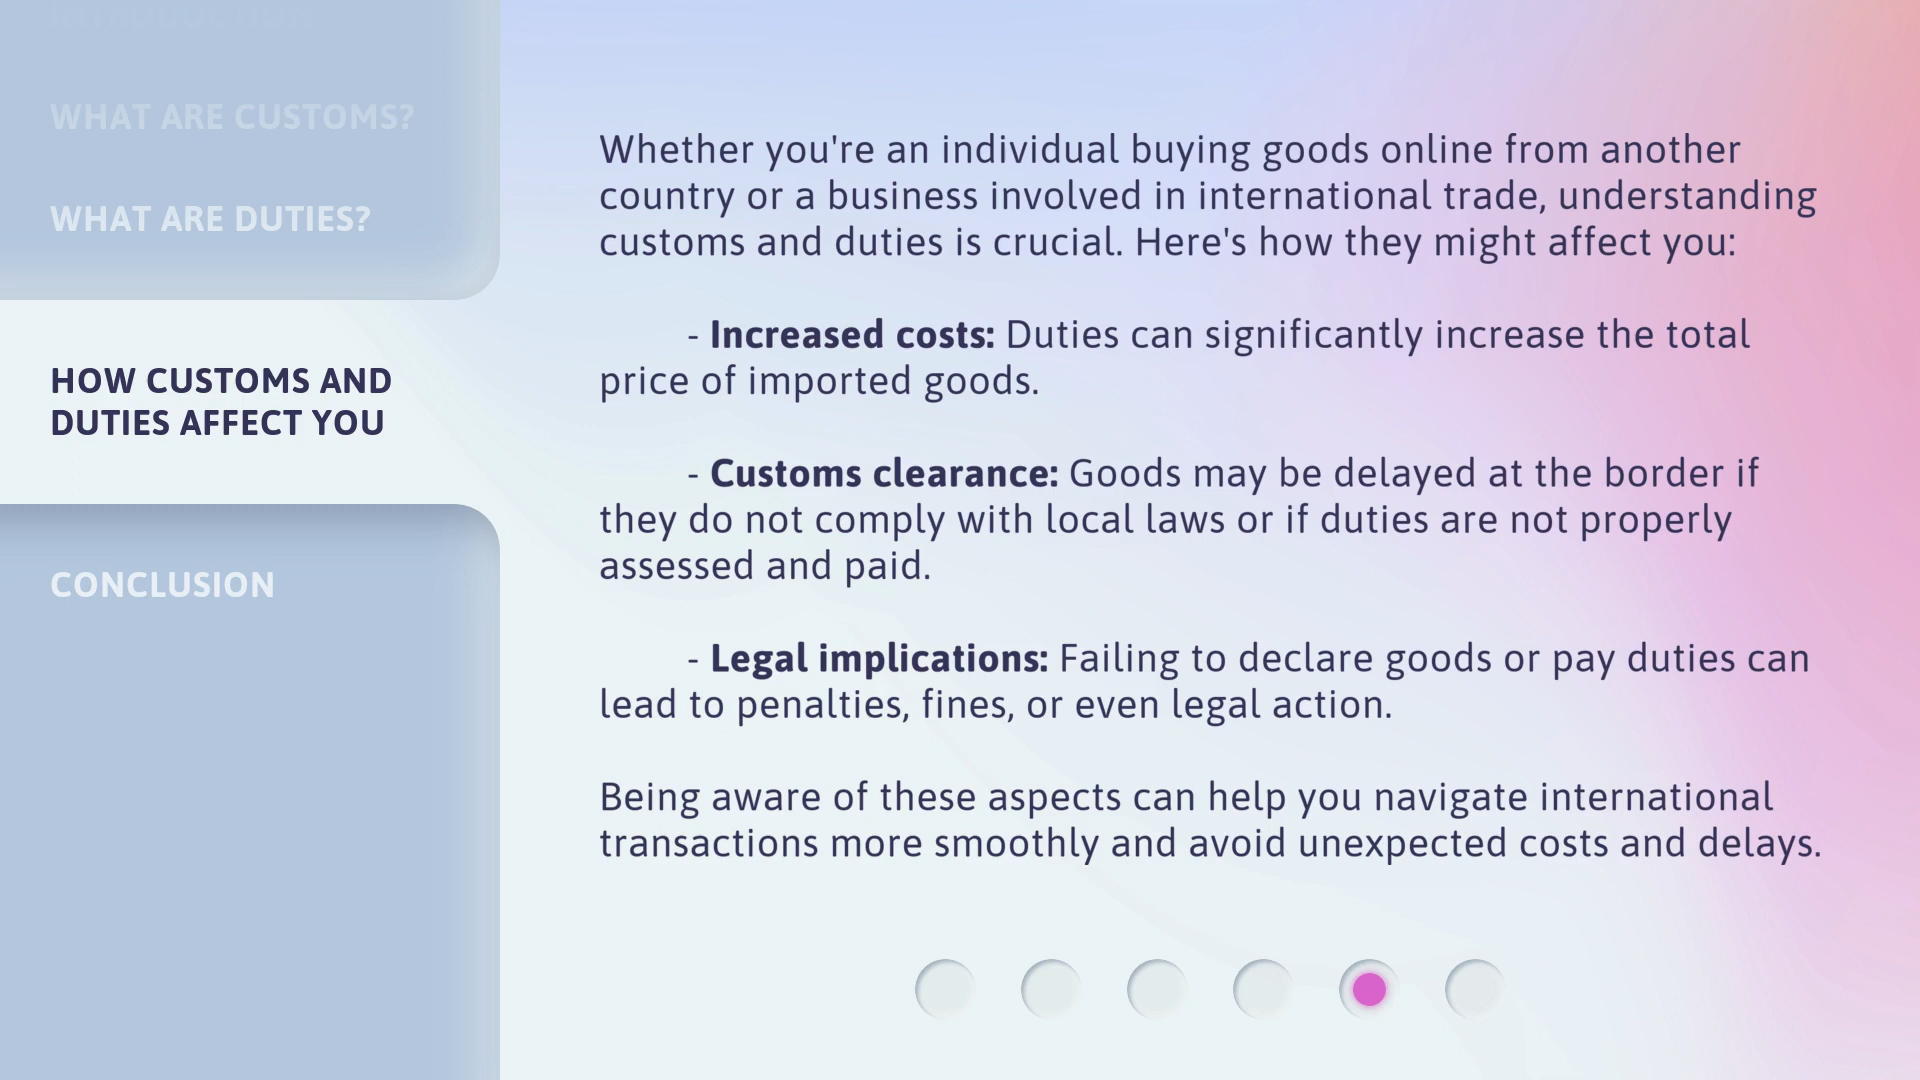 WHAT ARE CUSTOMS?
WHAT ARE DUTIES?
HOW CUSTOMS AND
DUTIES AFFECT YOU
CONCLUSION
Whether you're an individual buying goods online from another
country or a business involved in international trade, understanding
customs and duties is crucial. Here's how they might affect you:
- Increased costs: Duties can significantly increase the total
price of imported goods.
- Customs clearance: Goods may be delayed at the border if
they do not comply with local laws or if duties are not properly
assessed and paid.
- Legal implications: Failing to declare goods or pay duties can
lead to penalties, fines, or even legal action.
Being aware of these aspects can help you navigate international
transactions more smoothly and avoid unexpected costs and delays.